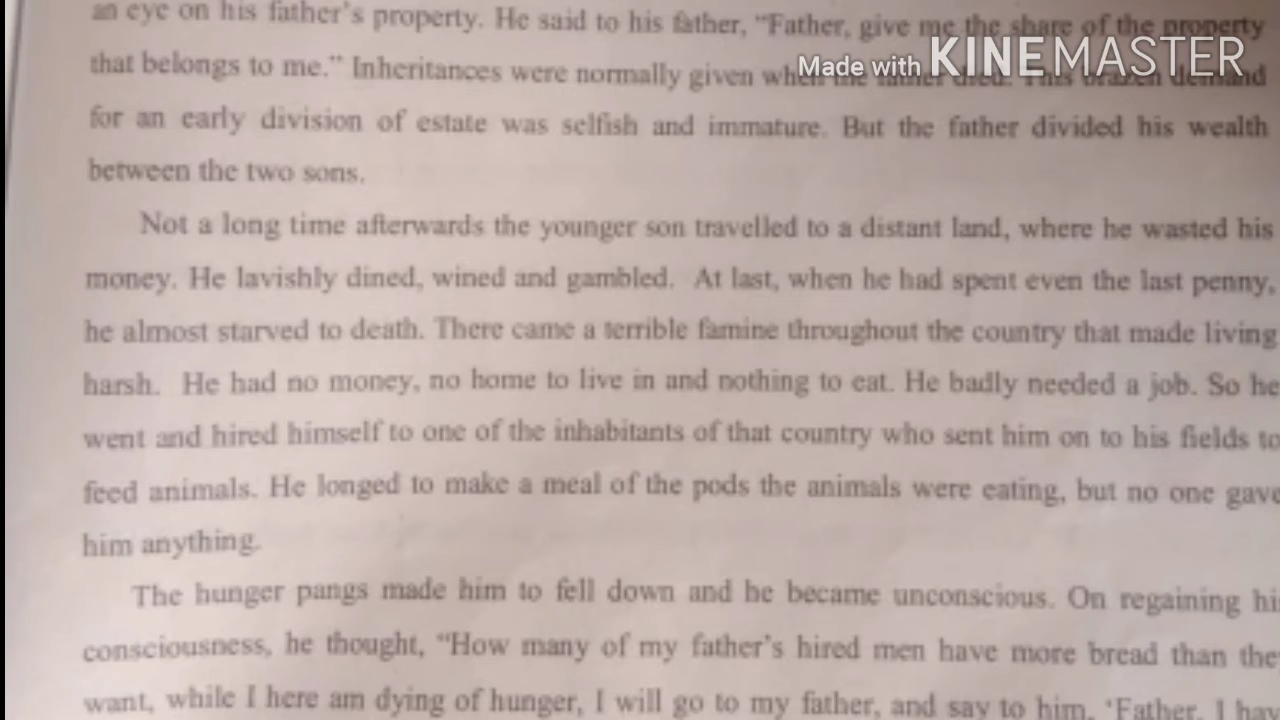 an eye on his father's property. He said to his father, "Father, give me the share of the property
Made with KINEMASTER
that belongs to me." Inheritances were normally given when the father died. This brazen demand
for an early division of estate was selfish and immature. But the father divided his wealth
between the two sons.
Not a long time afterwards the younger son travelled to a distant land, where he wasted his
money. He lavishly dined, wined and gambled. At last, when he had spent even the last penny,
he almost starved to death. There came a terrible famine throughout the country that made living
harsh. He had no money, no home to live in and nothing to eat. He badly needed a job. So he
went and hired himself to one of the inhabitants of that country who sent him on to his fields to
feed animals. He longed to make a meal of the pods the animals were eating, but no one gave
him anything.
The hunger pangs made him to fell down and he became unconscious. On regaining hi
consciousness, he thought, "How many of my father's hired men have more bread than the
want, while I here am dying of hunger, I will go to my father, and say to him, 'Father, I hav